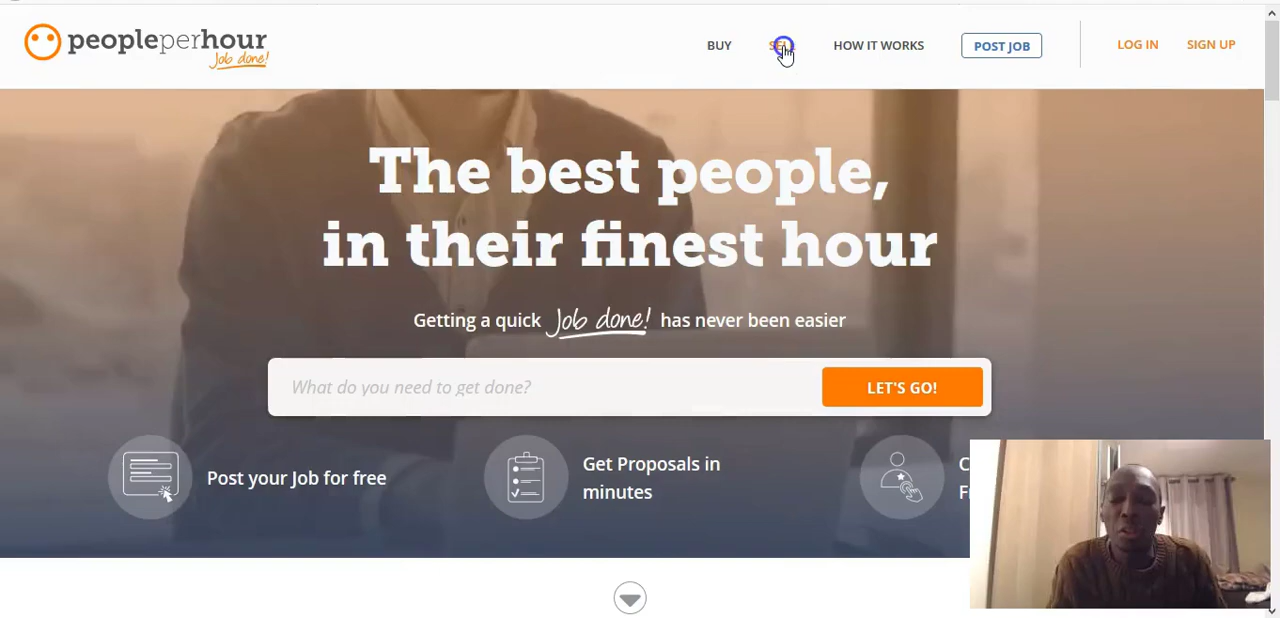 peopleperhour
Job done!
BUY
HOW IT WORKS
POST JOB
LOG IN
SIGN UP
The best people,
in their finest hour
Getting a quick Job done! has never been easier
What do you need to get done?
LET'S GO!
Post your Job for free
Get Proposals in
minutes